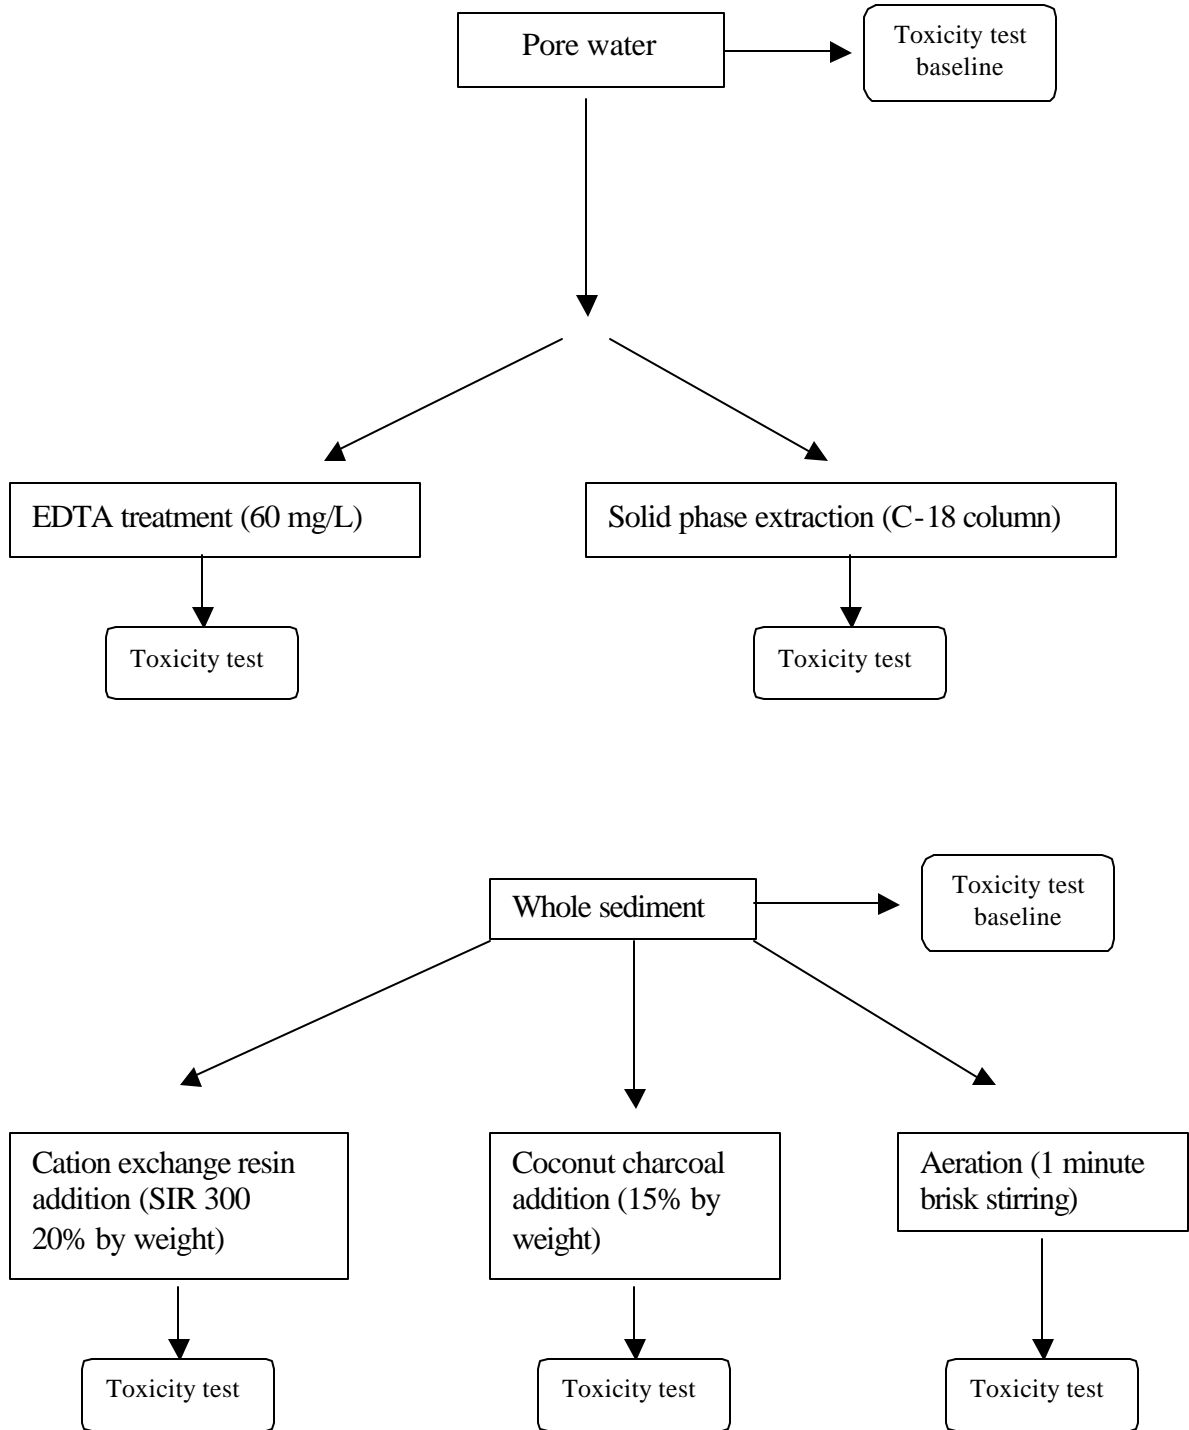 Pore water
Toxicity test
baseline
EDTA treatment (60 mg/L)
Solid phase extraction (C-18 column)
Toxicity test
Toxicity test
Whole sediment
Toxicity test
baseline
Cation exchange resin
addition (SIR 300
20% by weight)
Coconut charcoal
addition (15% by
weight)
Aeration (1 minute
brisk stirring)
Toxicity test
Toxicity test
Toxicity test